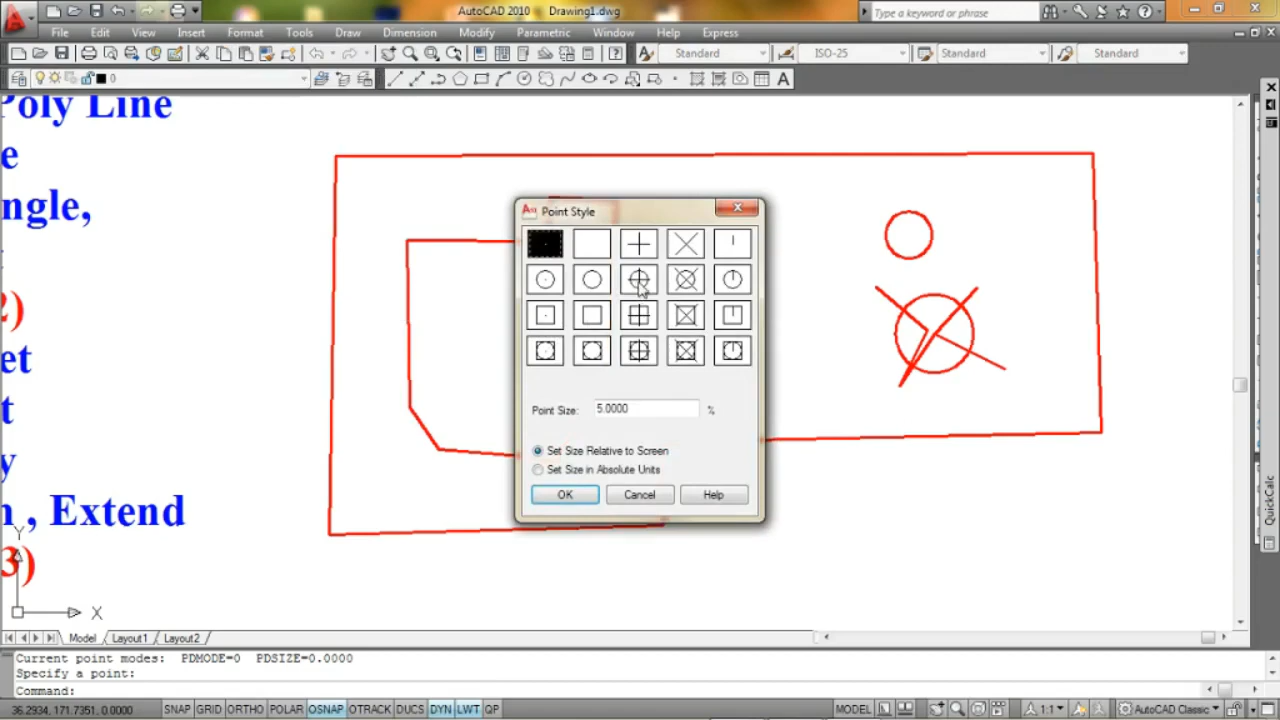 AutoCAD 2010 Drawing1.dwg
Type a keyword or phrase
File Edit View Insert Format Tools Draw Dimension Modify Parametric Window Help Express
Standard ISO-25 Standard Standard
0
Poly Line
e
ngle,
2)
et
t
y
n , Extend
3)
Point Style
Point Size: 5.0000 %
Set Size Relative to Screen
Set Size in Absolute Units
OK Cancel Help
QuickCalc
Y
X
Model Layout1 Layout2
Current point modes: PDMODE=0 PDSIZE=0.0000
Specify a point:
Command:
36.2934, 171.7351, 0.0000 SNAP GRID ORTHO POLAR OSNAP OTRACK DUCS DYN LWT QP MODEL 1:1 AutoCAD Classic